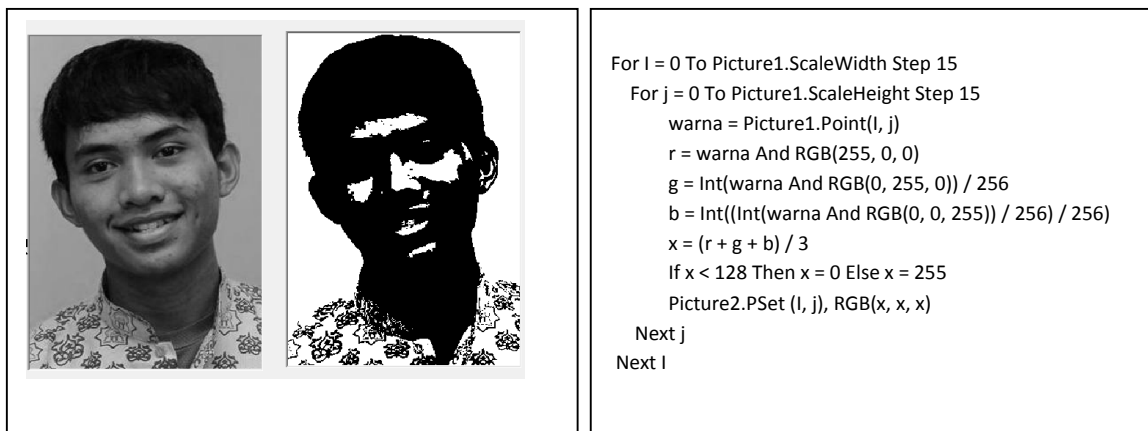 For I = 0 To Picture1.ScaleWidth Step 15
For j = 0 To Picture1.ScaleHeight Step 15
warna = Picture1.Point(I, j)
r = warna And RGB(255, 0, 0)
g = Int(warna And RGB(0, 255, 0)) / 256
b = Int((Int(warna And RGB(0, 0, 255)) / 256) / 256)
x = (r + g + b) / 3
If x < 128 Then x = 0 Else x = 255
Picture2.PSet (I, j), RGB(x, x, x)
Next j
Next I